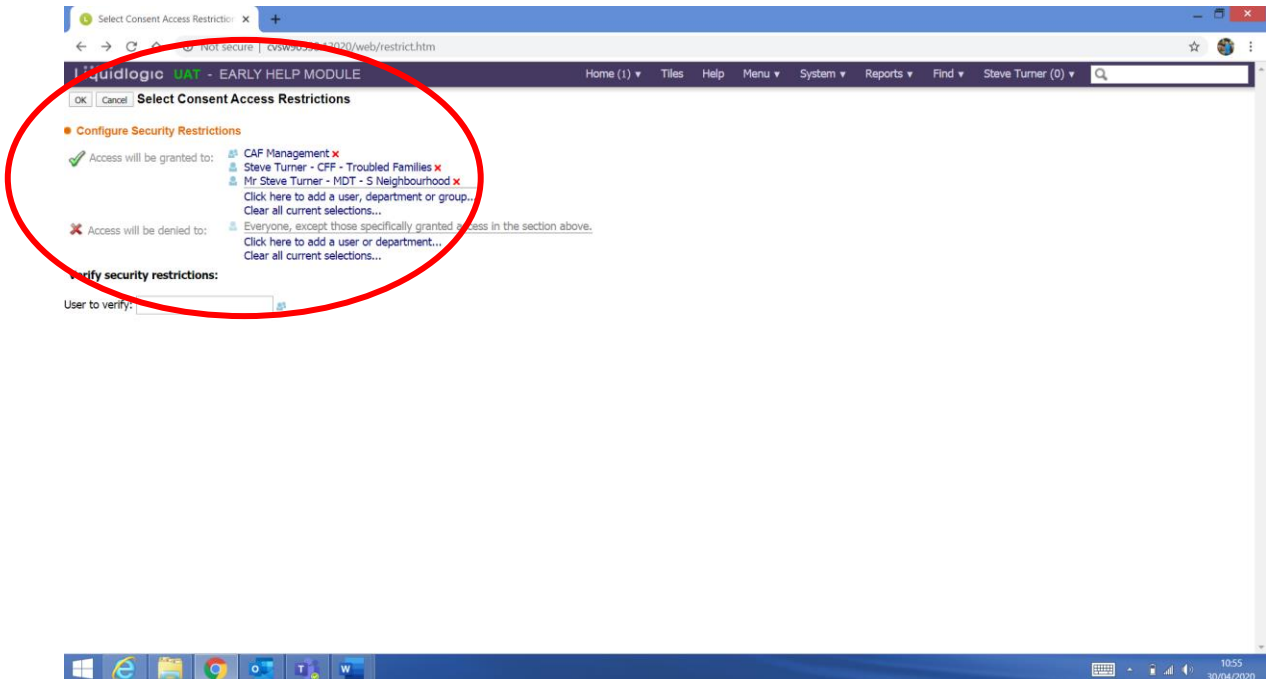 Select Consent Access Restriction
Not secure | /web/restrict.htm
Liquidlogic UAT - EARLY HELP MODULE Home (1) Tiles Help Menu System Reports Find Steve Turner (0)
OK Cancel Select Consent Access Restrictions
Configure Security Restrictions
Access will be granted to: CAF Management
Steve Turner - CFF - Troubled Families
Mr Steve Turner - MDT - S Neighbourhood
Click here to add a user, department or group...
Clear all current selections...
Access will be denied to: Everyone, except those specifically granted access in the section above.
Click here to add a user or department...
Clear all current selections...
Verify security restrictions:
User to verify:
10:55
30/04/2020